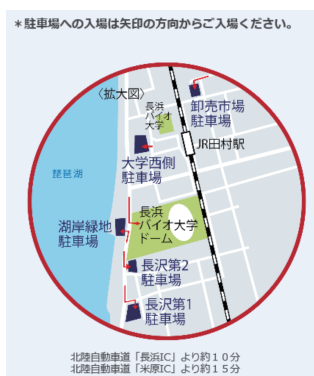 ＊駐車場への入場は矢印の方向からご入場ください。
〈拡大図〉
長浜
バイオ
大学
卸売市場
駐車場
JR田村駅
大学西側
駐車場
琵琶湖
長浜
バイオ大学
ドーム
湖岸緑地
駐車場
長沢第2
駐車場
長沢第1
駐車場
北陸自動車道「長浜IC」より約１０分
北陸自動車道「米原IC」より約１５分